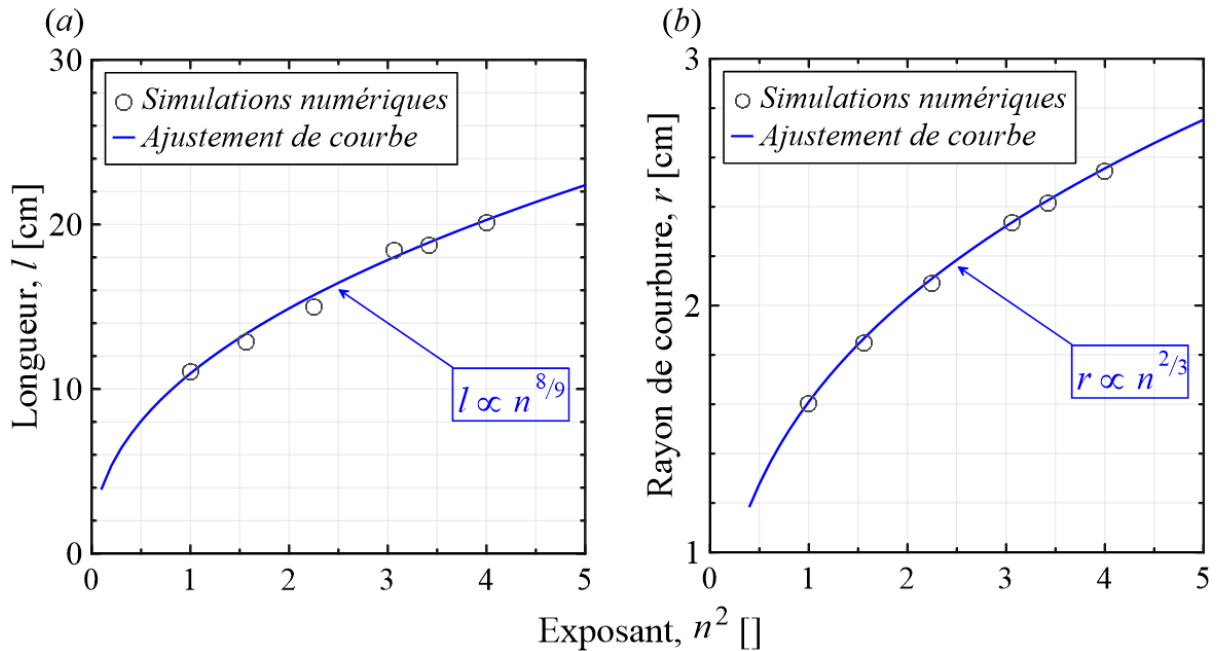 (a)
30
20
10
0
0 1 2 3 4 5
Longueur, l [cm]
Simulations numériques
Ajustement de courbe
l ∝ n^{8/9}
(b)
3
2
1
0 1 2 3 4 5
Rayon de courbure, r [cm]
Simulations numériques
Ajustement de courbe
r ∝ n^{2/3}
Exposant, n² []